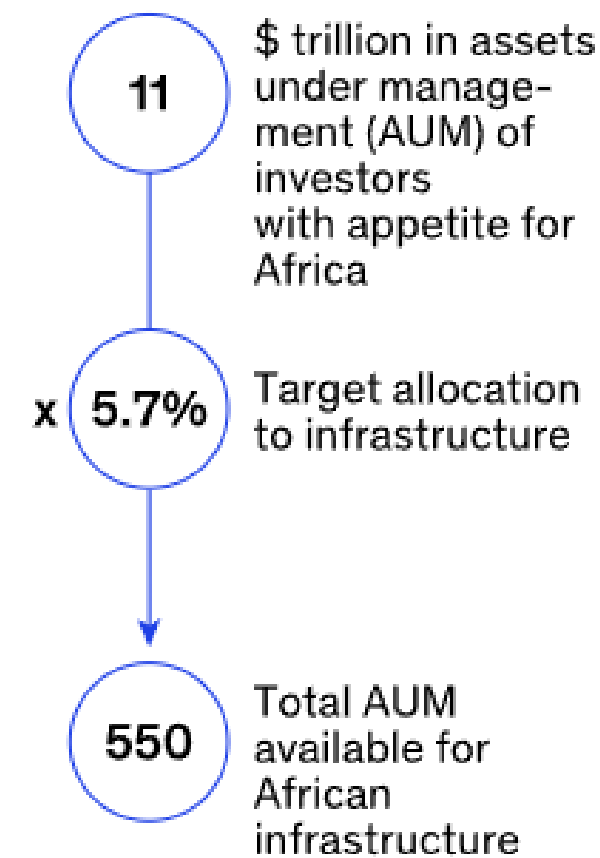 11
$ trillion in assets
under manage-
ment (AUM) of
investors
with appetite for
Africa
x 5.7%
Target allocation
to infrastructure
550
Total AUM
available for
African
infrastructure